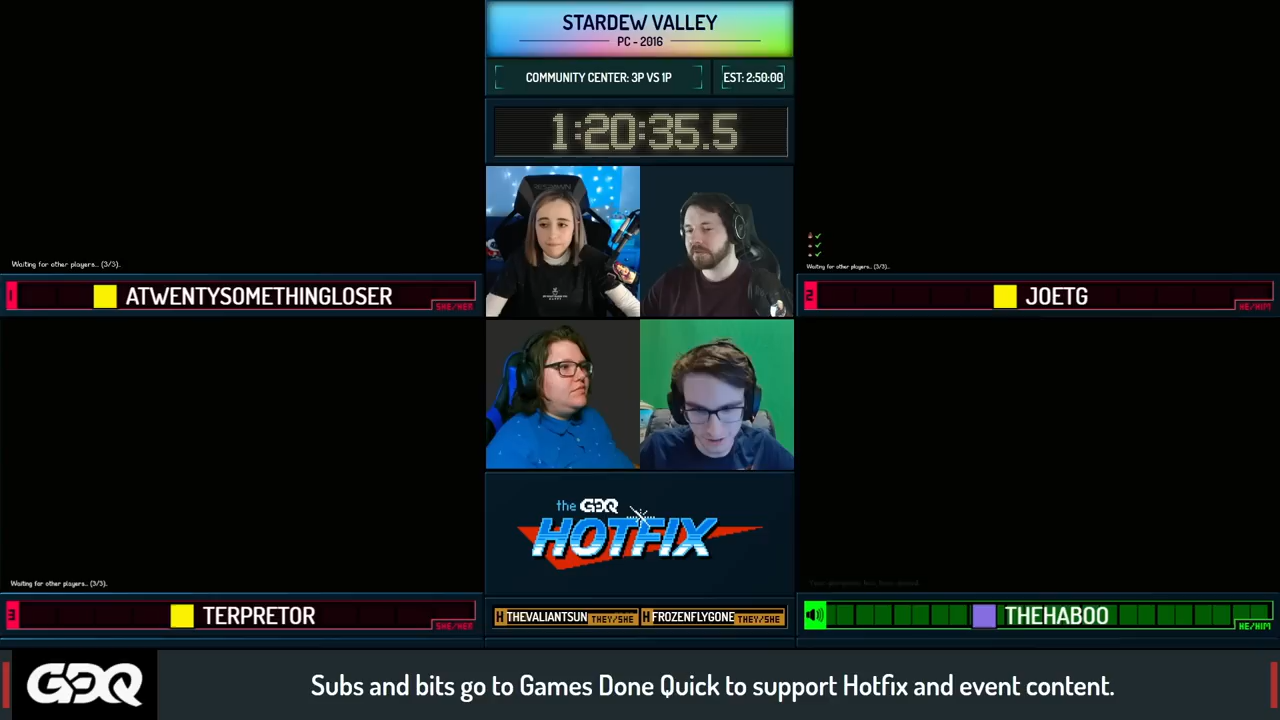 STARDEW VALLEY
PC - 2016
COMMUNITY CENTER: 3P VS 1P
EST: 2:50:00
1:20:35.5
Waiting for other players... (3/3).
1 ATWENTYSOMETHINGLOSER SHE/HER
Waiting for other players... (3/3)..
2 JOETG HE/HIM
Waiting for other players... (3/3).
3 TERPRETOR SHE/HER
THEHABOO HE/HIM
the GDQ
HOTFIX
H THEVALIANTSUN THEY/SHE
H FROZENFLYGONE THEY/SHE
GDQ
Subs and bits go to Games Done Quick to support Hotfix and event content.